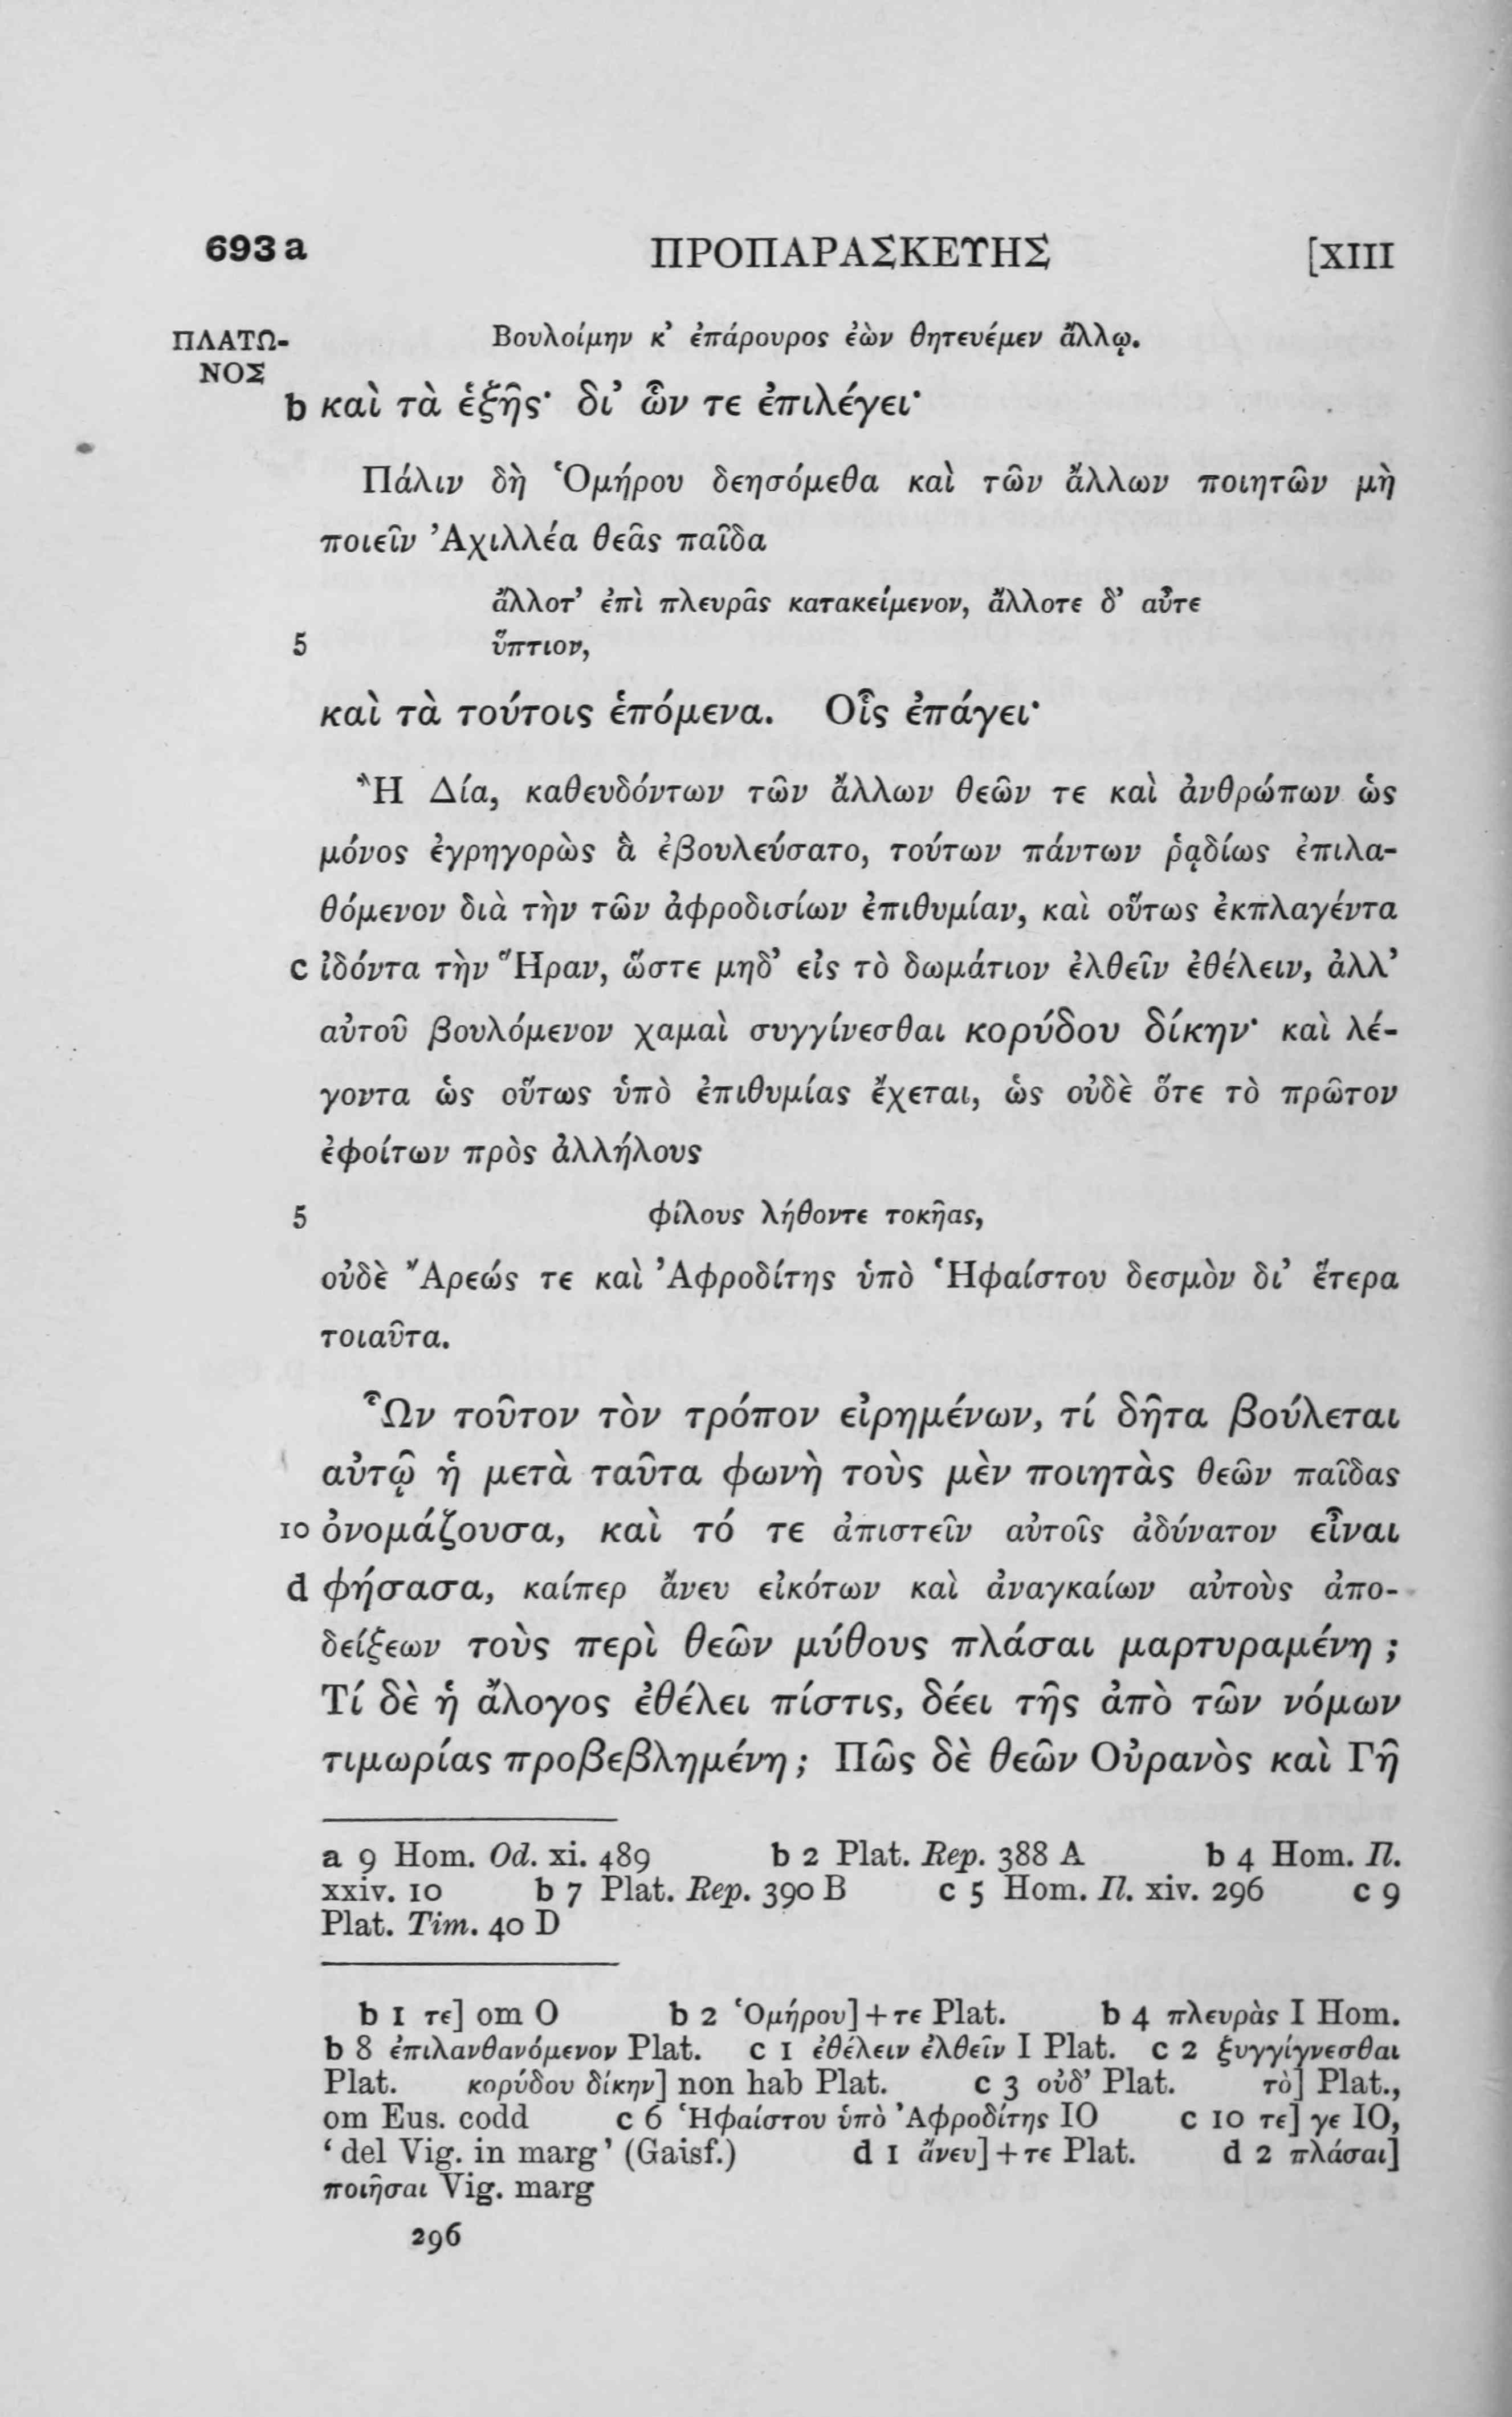 693 a ΠΡΟΠΑΡΑΣΚΕΥΗΣ [XIII
ΠΛΑΤΩ- Βουλοίμην κ’ ἐπάρουρος ἐὼν θητευέμεν ἄλλῳ.
ΝΟΣ
b καὶ τὰ ἑξῆς· δι’ ὧν τε ἐπιλέγει·
Πάλιν δὴ Ὁμήρου δεησόμεθα καὶ τῶν ἄλλων ποιητῶν μὴ
ποιεῖν Ἀχιλλέα θεᾶς παῖδα
ἄλλοτ’ ἐπὶ πλευρᾶς κατακείμενον, ἄλλοτε δ’ αὖτε
5 ὕπτιον,
καὶ τὰ τούτοις ἑπόμενα. Οἷς ἐπάγει·
Ἢ Δία, καθευδόντων τῶν ἄλλων θεῶν τε καὶ ἀνθρώπων ὡς
μόνος ἐγρηγορὼς ἃ ἐβουλεύσατο, τούτων πάντων ῥᾳδίως ἐπιλα-
θόμενον διὰ τὴν τῶν ἀφροδισίων ἐπιθυμίαν, καὶ οὕτως ἐκπλαγέντα
c ἰδόντα τὴν Ἥραν, ὥστε μηδ’ εἰς τὸ δωμάτιον ἐλθεῖν ἐθέλειν, ἀλλ’
αὐτοῦ βουλόμενον χαμαὶ συγγίνεσθαι κορύδου δίκην· καὶ λέ-
γοντα ὡς οὕτως ὑπὸ ἐπιθυμίας ἔχεται, ὡς οὐδὲ ὅτε τὸ πρῶτον
ἐφοίτων πρὸς ἀλλήλους
5 φίλους λήθοντε τοκῆας,
οὐδὲ Ἄρεώς τε καὶ Ἀφροδίτης ὑπὸ Ἡφαίστου δεσμὸν δι’ ἕτερα
τοιαῦτα.
Ὧν τοῦτον τὸν τρόπον εἰρημένων, τί δῆτα βούλεται
αὐτῷ ἡ μετὰ ταῦτα φωνὴ τοὺς μὲν ποιητὰς θεῶν παῖδας
10 ὀνομάζουσα, καὶ τό τε ἀπιστεῖν αὐτοῖς ἀδύνατον εἶναι
d φήσασα, καίπερ ἄνευ εἰκότων καὶ ἀναγκαίων αὐτοὺς ἀπο-
δείξεων τοὺς περὶ θεῶν μύθους πλάσαι μαρτυραμένη ;
Τί δὲ ἡ ἄλογος ἐθέλει πίστις, δέει τῆς ἀπὸ τῶν νόμων
τιμωρίας προβεβλημένη ; Πῶς δὲ θεῶν Οὐρανὸς καὶ Γῆ
a 9 Hom. Od. xi. 489 b 2 Plat. Rep. 388 A b 4 Hom. Il.
xxiv. 10 b 7 Plat. Rep. 390 B c 5 Hom. Il. xiv. 296 c 9
Plat. Tim. 40 D
b 1 τε] om O b 2 Ὁμήρου] + τε Plat. b 4 πλευρὰς I Hom.
b 8 ἐπιλανθανόμενον Plat. c 1 ἐθέλειν ἐλθεῖν I Plat. c 2 ξυγγίγνεσθαι
Plat. κορύδου δίκην] non hab Plat. c 3 οὐδ’ Plat. τὸ] Plat.,
om Eus. codd c 6 Ἡφαίστου ὑπὸ Ἀφροδίτης IO c 10 τε] γε IO,
‘ del Vig. in marg’ (Gaisf.) d 1 ἄνευ] + τε Plat. d 2 πλάσαι]
ποιῆσαι Vig. marg
296